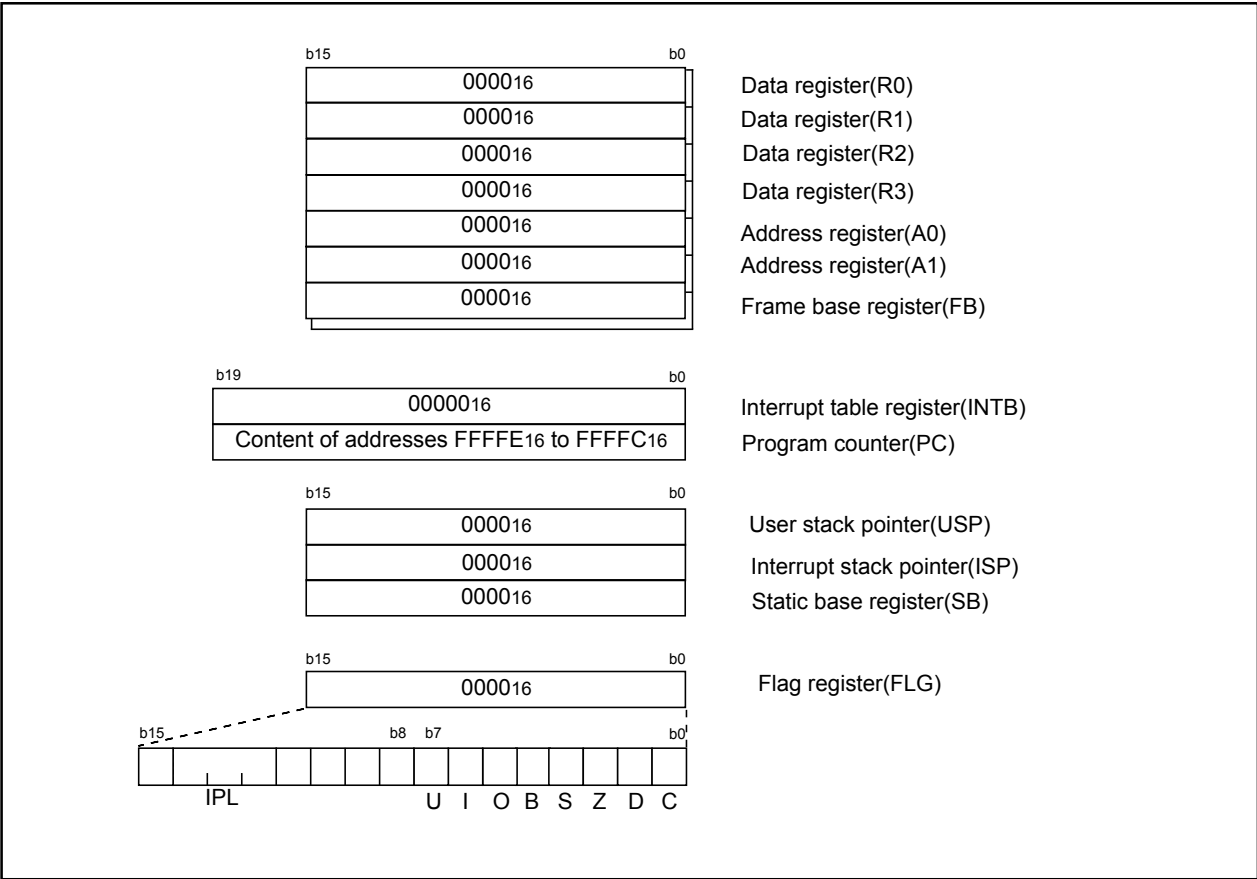 b15 b0
000016 Data register(R0)
000016 Data register(R1)
000016 Data register(R2)
000016 Data register(R3)
000016 Address register(A0)
000016 Address register(A1)
000016 Frame base register(FB)
b19 b0
0000016 Interrupt table register(INTB)
Content of addresses FFFFE16 to FFFFC16 Program counter(PC)
b15 b0
000016 User stack pointer(USP)
000016 Interrupt stack pointer(ISP)
000016 Static base register(SB)
b15 b0
000016 Flag register(FLG)
b15 b8 b7 b0
IPL U I O B S Z D C